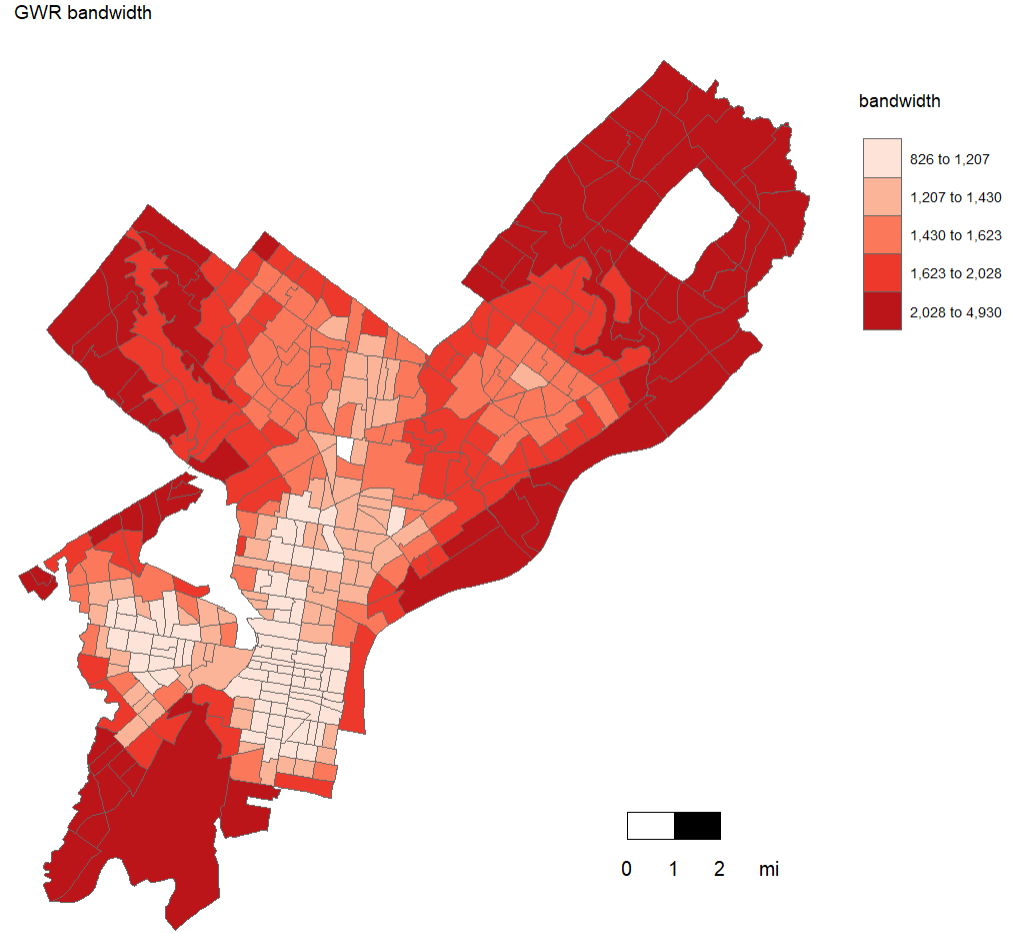 GWR bandwidth
bandwidth
826 to 1,207
1,207 to 1,430
1,430 to 1,623
1,623 to 2,028
2,028 to 4,930
0 1 2 mi